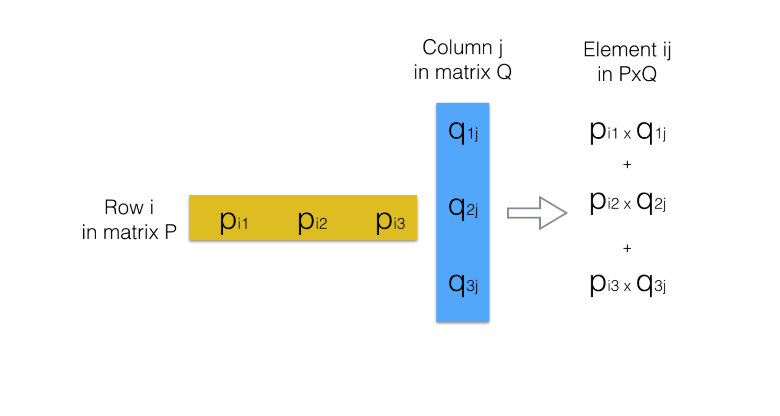 Column j
in matrix Q
Element ij
in PxQ
q1j
pi1 x q1j
+
Row i
in matrix P
pi1 pi2 pi3
q2j
pi2 x q2j
+
q3j
pi3 x q3j